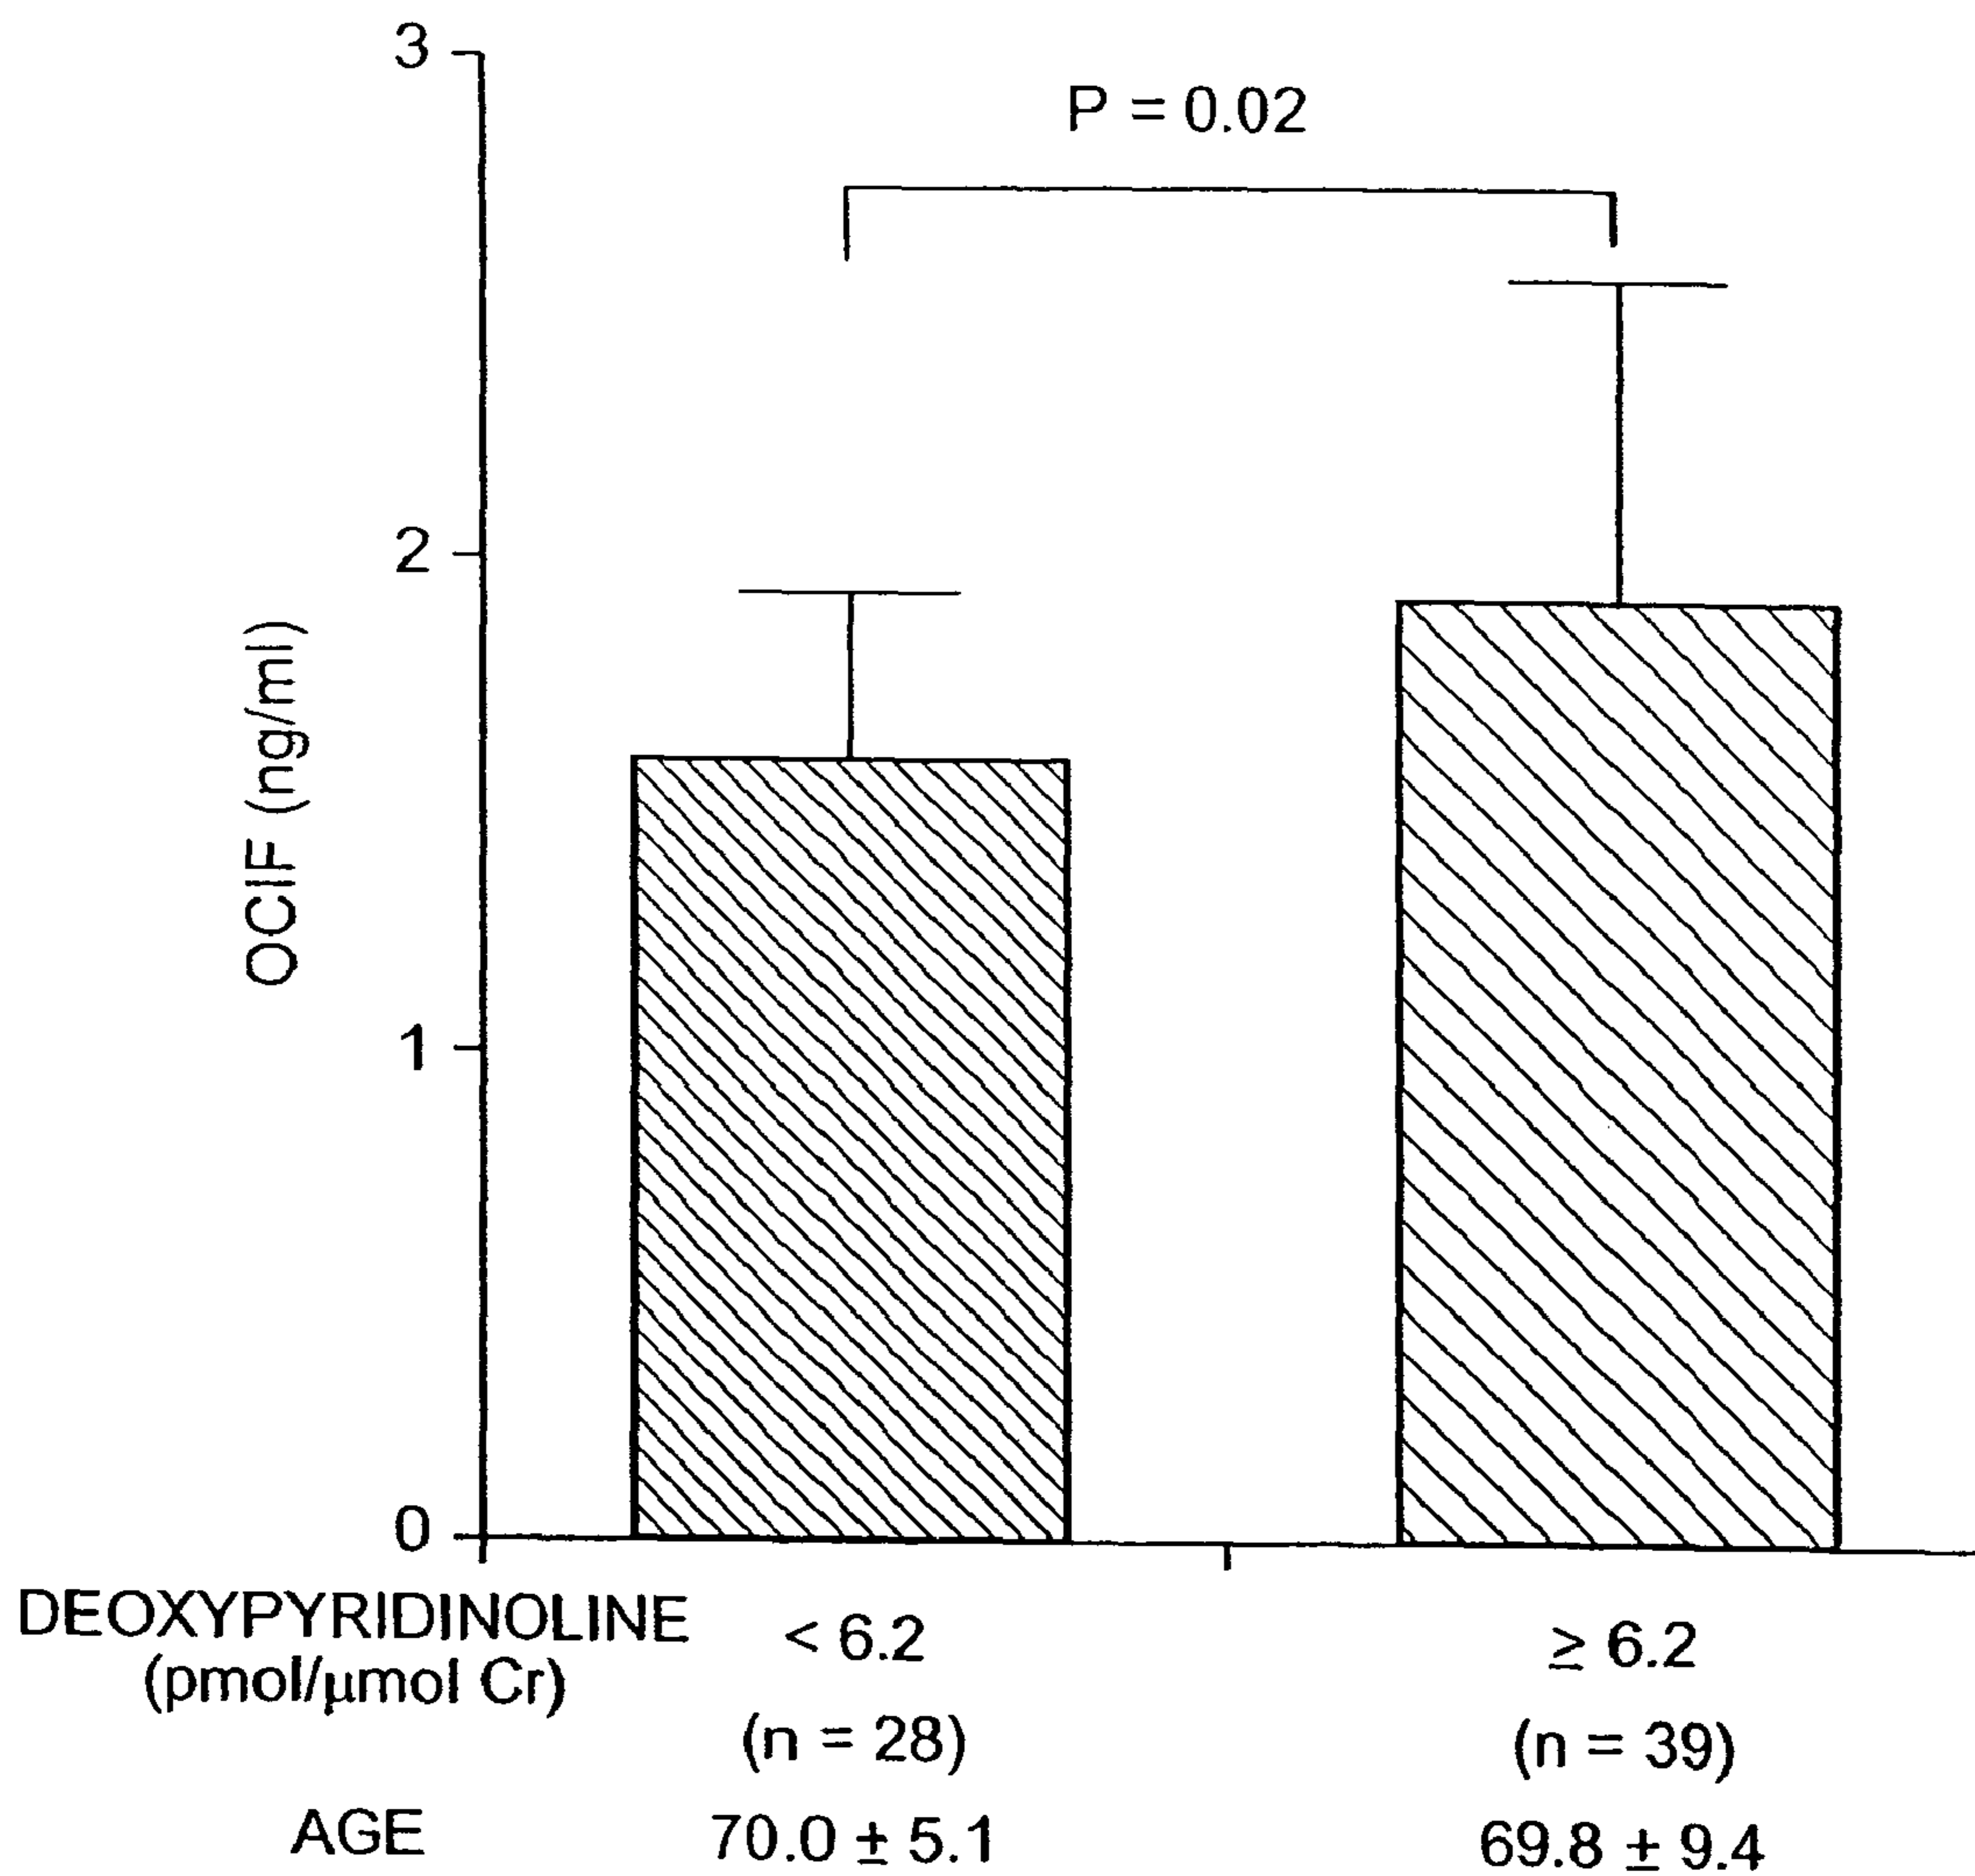 3
P = 0.02
2
OCIF (ng/ml)
1
0
DEOXYPYRIDINOLINE < 6.2 ≥ 6.2
(pmol/μmol Cr)
(n = 28) (n = 39)
AGE 70.0 ± 5.1 69.8 ± 9.4